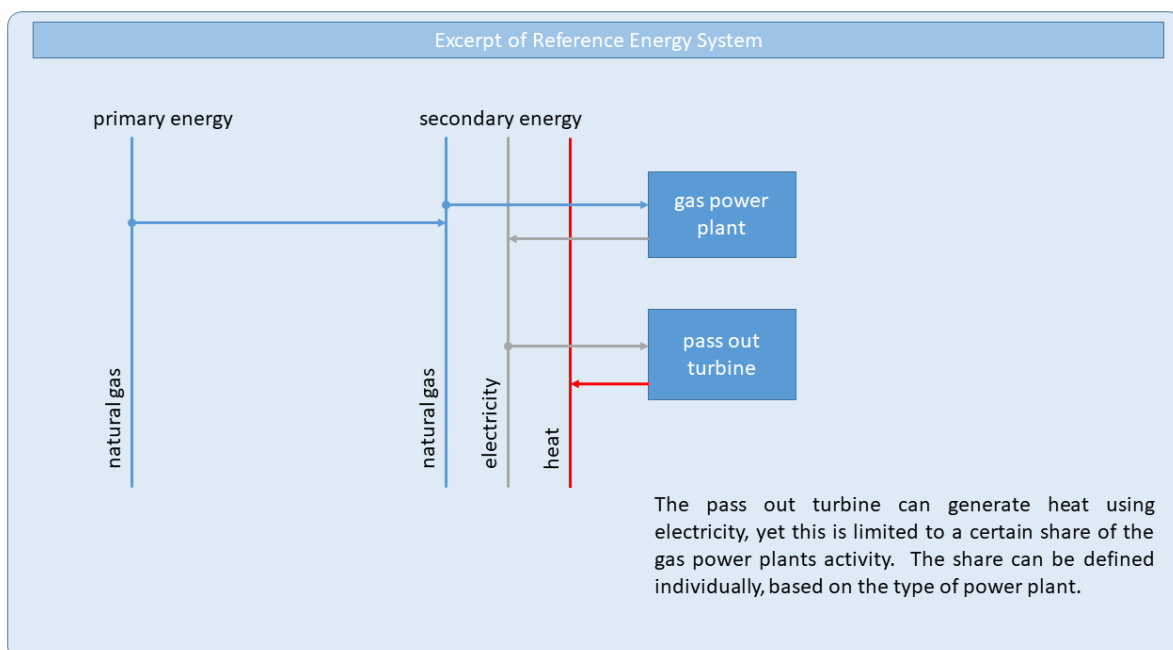 Excerpt of Reference Energy System
primary energy
secondary energy
gas power
plant
pass out
turbine
natural gas
natural gas
electricity
heat
The pass out turbine can generate heat using
electricity, yet this is limited to a certain share of the
gas power plants activity. The share can be defined
individually, based on the type of power plant.